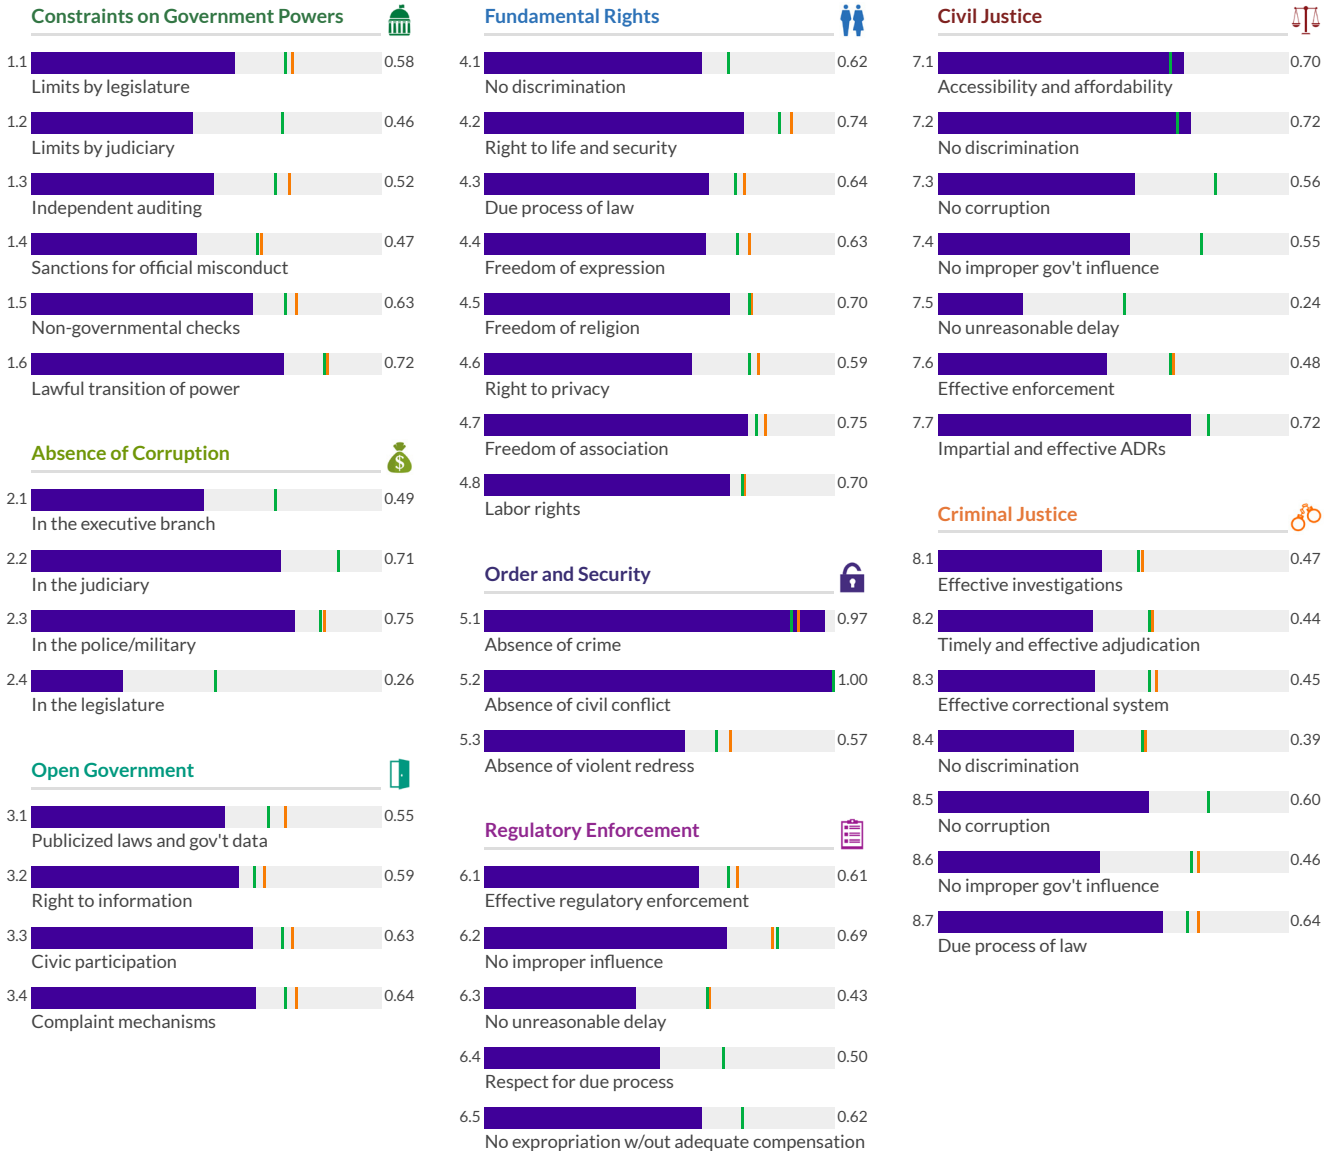 Constraints on Government Powers
1.1 0.58
Limits by legislature
1.2 0.46
Limits by judiciary
1.3 0.52
Independent auditing
1.4 0.47
Sanctions for official misconduct
1.5 0.63
Non-governmental checks
1.6 0.72
Lawful transition of power
Absence of Corruption
$
2.1 0.49
In the executive branch
2.2 0.71
In the judiciary
2.3 0.75
In the police/military
2.4 0.26
In the legislature
Open Government
3.1 0.55
Publicized laws and gov't data
3.2 0.59
Right to information
3.3 0.63
Civic participation
3.4 0.64
Complaint mechanisms
Fundamental Rights
4.1 0.62
No discrimination
4.2 0.74
Right to life and security
4.3 0.64
Due process of law
4.4 0.63
Freedom of expression
4.5 0.70
Freedom of religion
4.6 0.59
Right to privacy
4.7 0.75
Freedom of association
4.8 0.70
Labor rights
Order and Security
5.1 0.97
Absence of crime
5.2 1.00
Absence of civil conflict
5.3 0.57
Absence of violent redress
Regulatory Enforcement
6.1 0.61
Effective regulatory enforcement
6.2 0.69
No improper influence
6.3 0.43
No unreasonable delay
6.4 0.50
Respect for due process
6.5 0.62
No expropriation w/out adequate compensation
Civil Justice
7.1 0.70
Accessibility and affordability
7.2 0.72
No discrimination
7.3 0.56
No corruption
7.4 0.55
No improper gov't influence
7.5 0.24
No unreasonable delay
7.6 0.48
Effective enforcement
7.7 0.72
Impartial and effective ADRs
Criminal Justice
8.1 0.47
Effective investigations
8.2 0.44
Timely and effective adjudication
8.3 0.45
Effective correctional system
8.4 0.39
No discrimination
8.5 0.60
No corruption
8.6 0.46
No improper gov't influence
8.7 0.64
Due process of law